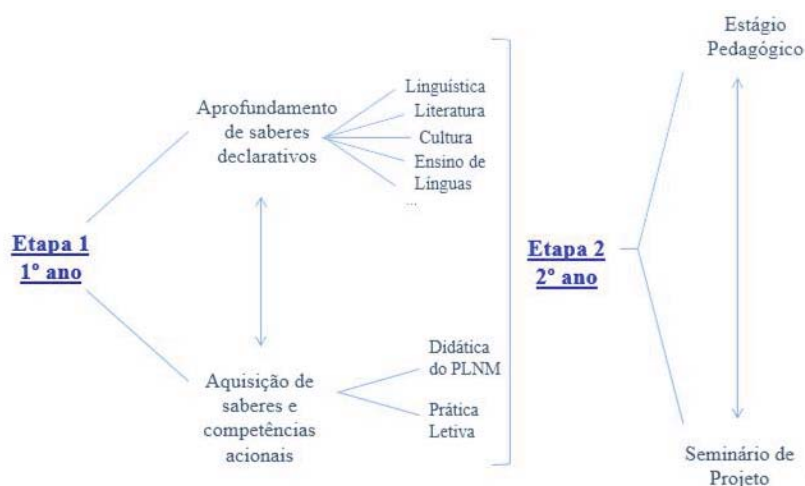 Etapa 1
1º ano
Aprofundamento
de saberes
declarativos
Linguística
Literatura
Cultura
Ensino de
Línguas
...
Aquisição de
saberes e
competências
acionais
Didática
do PLNM
Prática
Letiva
Etapa 2
2º ano
Estágio
Pedagógico
Seminário de
Projeto